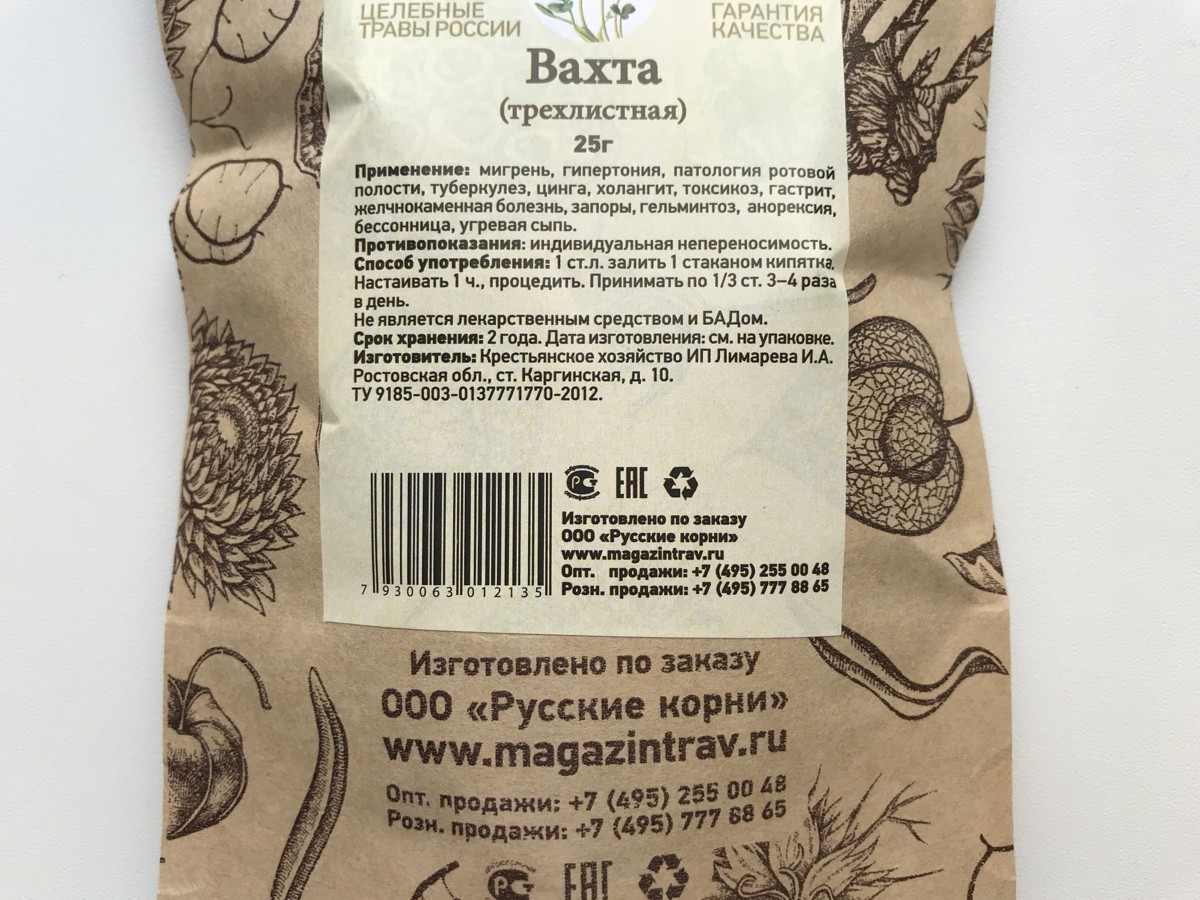 ЦЕЛЕБНЫЕ
ТРАВЫ РОССИИ
ГАРАНТИЯ
КАЧЕСТВА
Вахта
(трехлистная)
25г
Применение: мигрень, гипертония, патология ротовой
полости, туберкулез, цинга, холангит, токсикоз, гастрит,
желчнокаменная болезнь, запоры, гельминтоз, анорексия,
бессонница, угревая сыпь.
Противопоказания: индивидуальная непереносимость.
Способ употребления: 1 ст.л. залить 1 стаканом кипятка.
Настаивать 1 ч., процедить. Принимать по 1/3 ст. 3–4 раза
в день.
Не является лекарственным средством и БАДом.
Срок хранения: 2 года. Дата изготовления: см. на упаковке.
Изготовитель: Крестьянское хозяйство ИП Лимарева И.А.
Ростовская обл., ст. Каргинская, д. 10.
ТУ 9185-003-0137771770-2012.
РС ЕАС
Изготовлено по заказу
ООО «Русские корни»
www.magazintrav.ru
Опт. продажи: +7 (495) 255 00 48
Розн. продажи: +7 (495) 777 88 65
7 930063 012135
Изготовлено по заказу
ООО «Русские корни»
www.magazintrav.ru
Опт. продажи: +7 (495) 255 00 48
Розн. продажи: +7 (495) 777 88 65
РС ЕАС